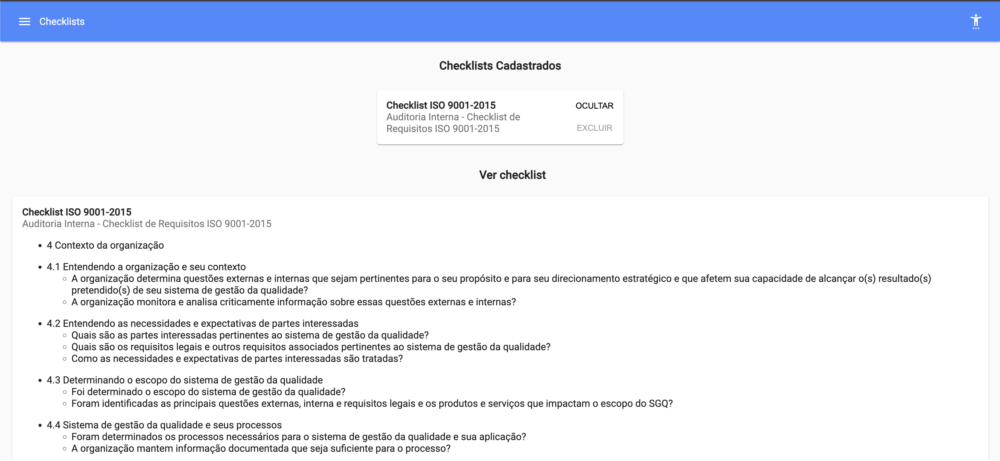 Checklists
Checklists Cadastrados
Checklist ISO 9001-2015
OCULTAR
Auditoria Interna - Checklist de
Requisitos ISO 9001-2015
EXCLUIR
Ver checklist
Checklist ISO 9001-2015
Auditoria Interna - Checklist de Requisitos ISO 9001-2015
• 4 Contexto da organização
• 4.1 Entendendo a organização e seu contexto
◦ A organização determina questões externas e internas que sejam pertinentes para o seu propósito e para seu direcionamento estratégico e que afetem sua capacidade de alcançar o(s) resultado(s)
pretendido(s) de seu sistema de gestão da qualidade?
◦ A organização monitora e analisa criticamente informação sobre essas questões externas e internas?
• 4.2 Entendendo as necessidades e expectativas de partes interessadas
◦ Quais são as partes interessadas pertinentes ao sistema de gestão da qualidade?
◦ Quais são os requisitos legais e outros requisitos associados pertinentes ao sistema de gestão da qualidade?
◦ Como as necessidades e expectativas de partes interessadas são tratadas?
• 4.3 Determinando o escopo do sistema de gestão da qualidade
◦ Foi determinado o escopo do sistema de gestão da qualidade?
◦ Foram identificadas as principais questões externas, interna e requisitos legais e os produtos e serviços que impactam o escopo do SGQ?
• 4.4 Sistema de gestão da qualidade e seus processos
◦ Foram determinados os processos necessários para o sistema de gestão da qualidade e sua aplicação?
◦ A organização mantem informação documentada que seja suficiente para o processo?